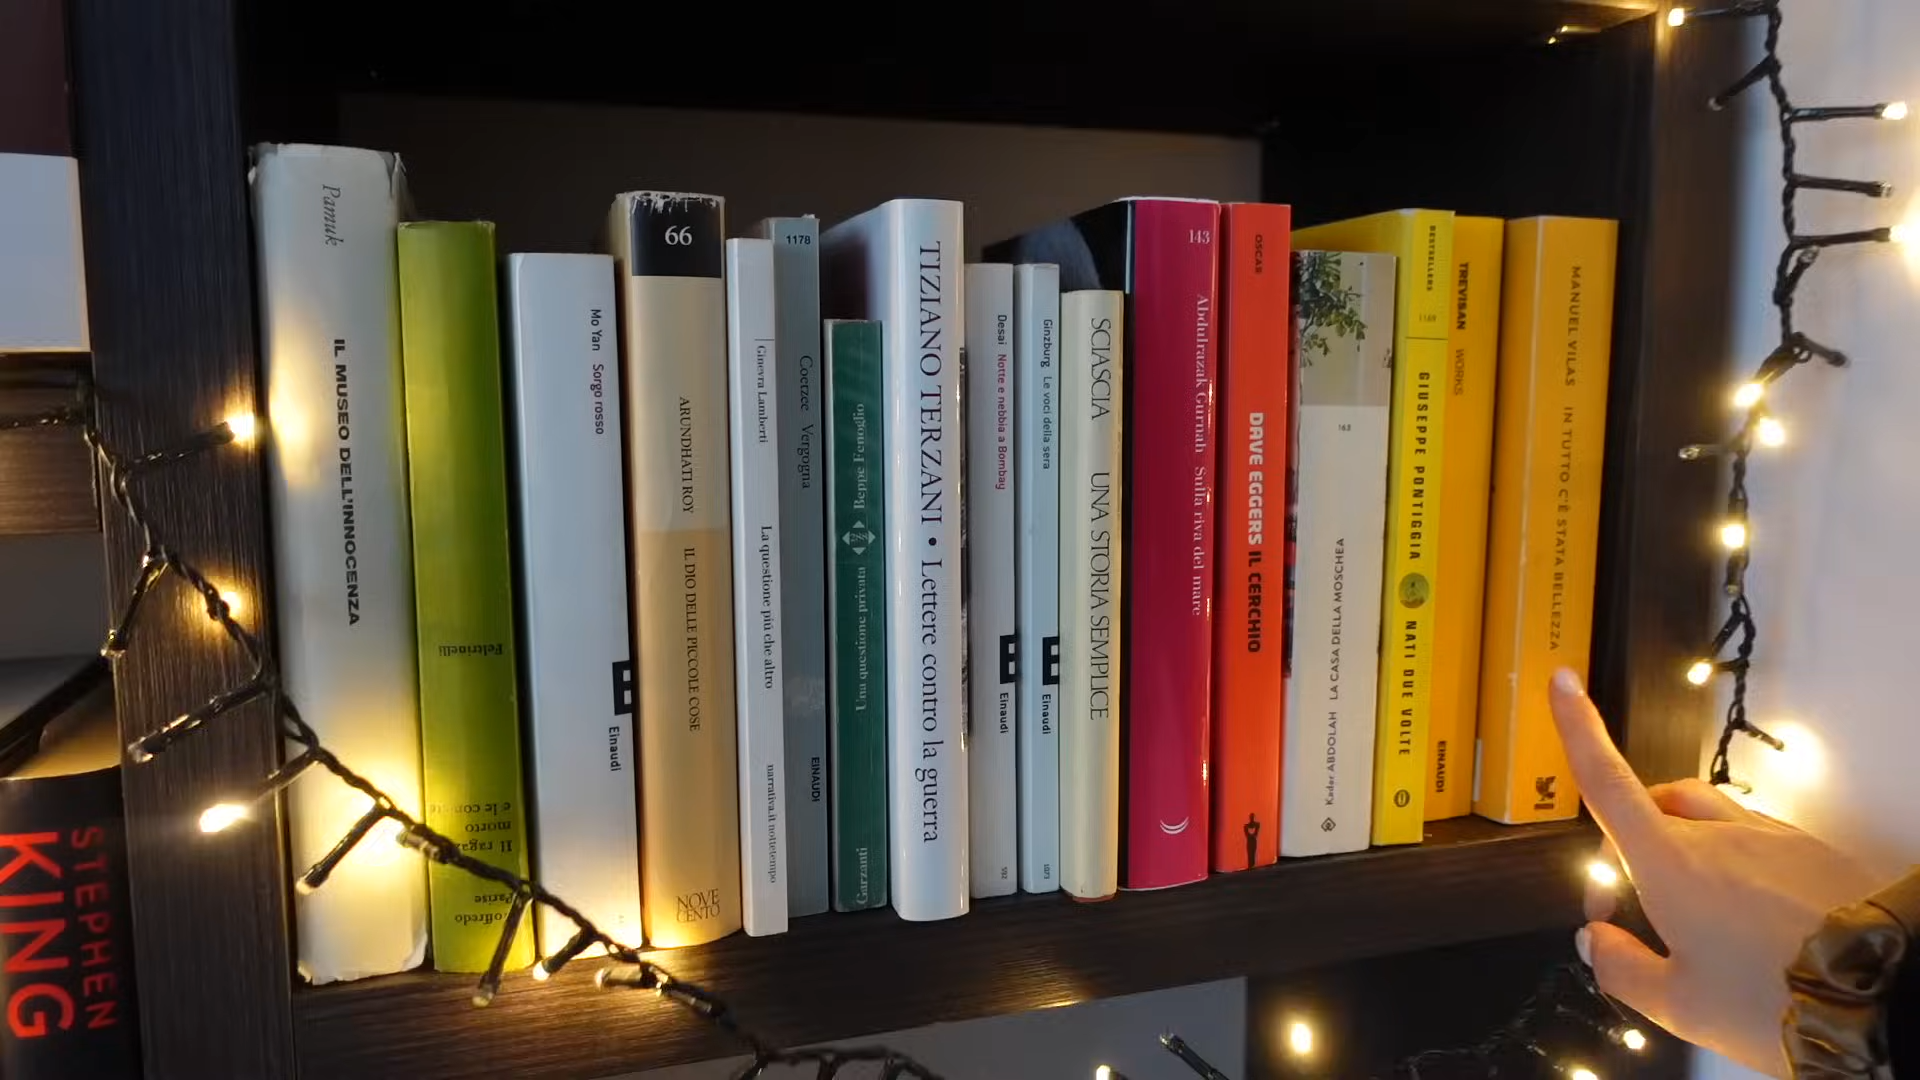 Pamuk
IL MUSEO DELL'INNOCENZA
Feltrinelli
Il ragazzo
morto
e le comete
Goffredo
Parise
Mo Yan Sorgo rosso
Einaudi
66
ARUNDHATI ROY IL DIO DELLE PICCOLE COSE
NOVE
CENTO
Ginevra Lamberti La questione più che altro narrativa.it nottetempo
1178
Coetzee Vergogna
EINAUDI
Beppe Fenoglio Una questione privata
Garzanti
TIZIANO TERZANI • Lettere contro la guerra
Desai Notte e nebbia a Bombay
Einaudi
Ginzburg Le voci della sera
Einaudi
SCIASCIA UNA STORIA SEMPLICE
143
Abdulrazak Gurnah Sulla riva del mare
OSCAR
DAVE EGGERS IL CERCHIO
163
Kader ABDOLAH LA CASA DELLA MOSCHEA
BESTSELLERS
GIUSEPPE PONTIGGIA NATI DUE VOLTE
TREVISAN WORKS
EINAUDI
MANUEL VILAS IN TUTTO C'È STATA BELLEZZA
STEPHEN
KING